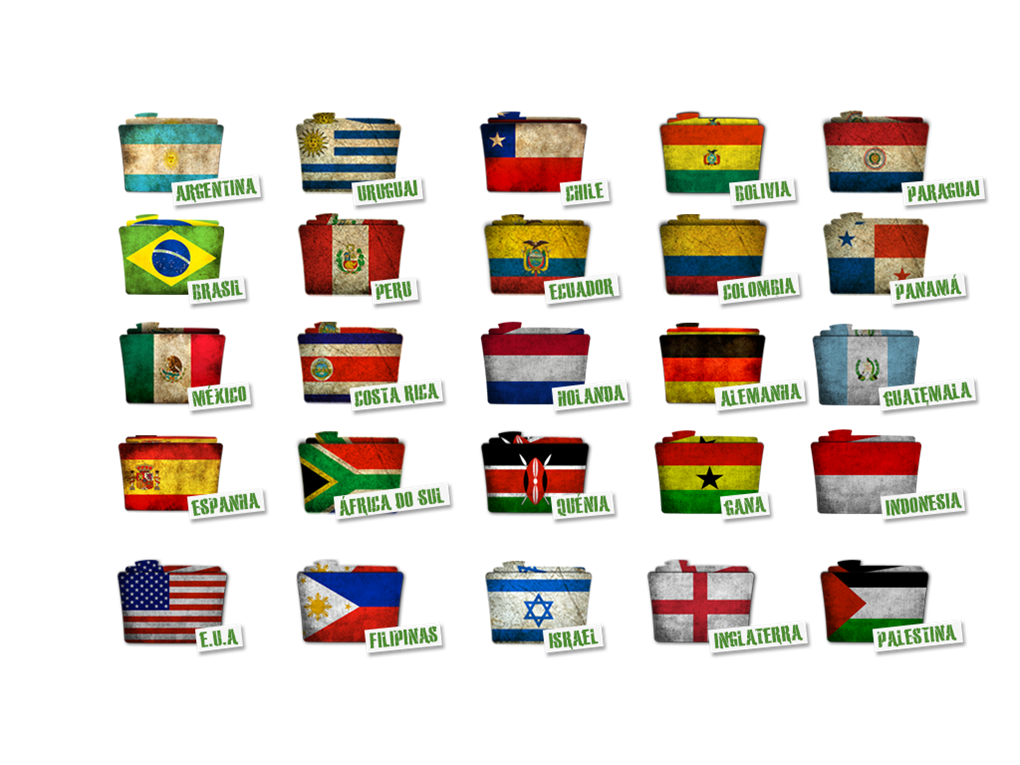 ARGENTINA
URUGUAI
CHILE
BOLIVIA
PARAGUAI
BRASIL
PERU
ECUADOR
COLOMBIA
PANAMÁ
MÉXICO
COSTA RICA
HOLANDA
ALEMANHA
GUATEMALA
ESPANHA
ÁFRICA DO SUL
QUÉNIA
GANA
INDONESIA
E.U.A
FILIPINAS
ISRAEL
INGLATERRA
PALESTINA